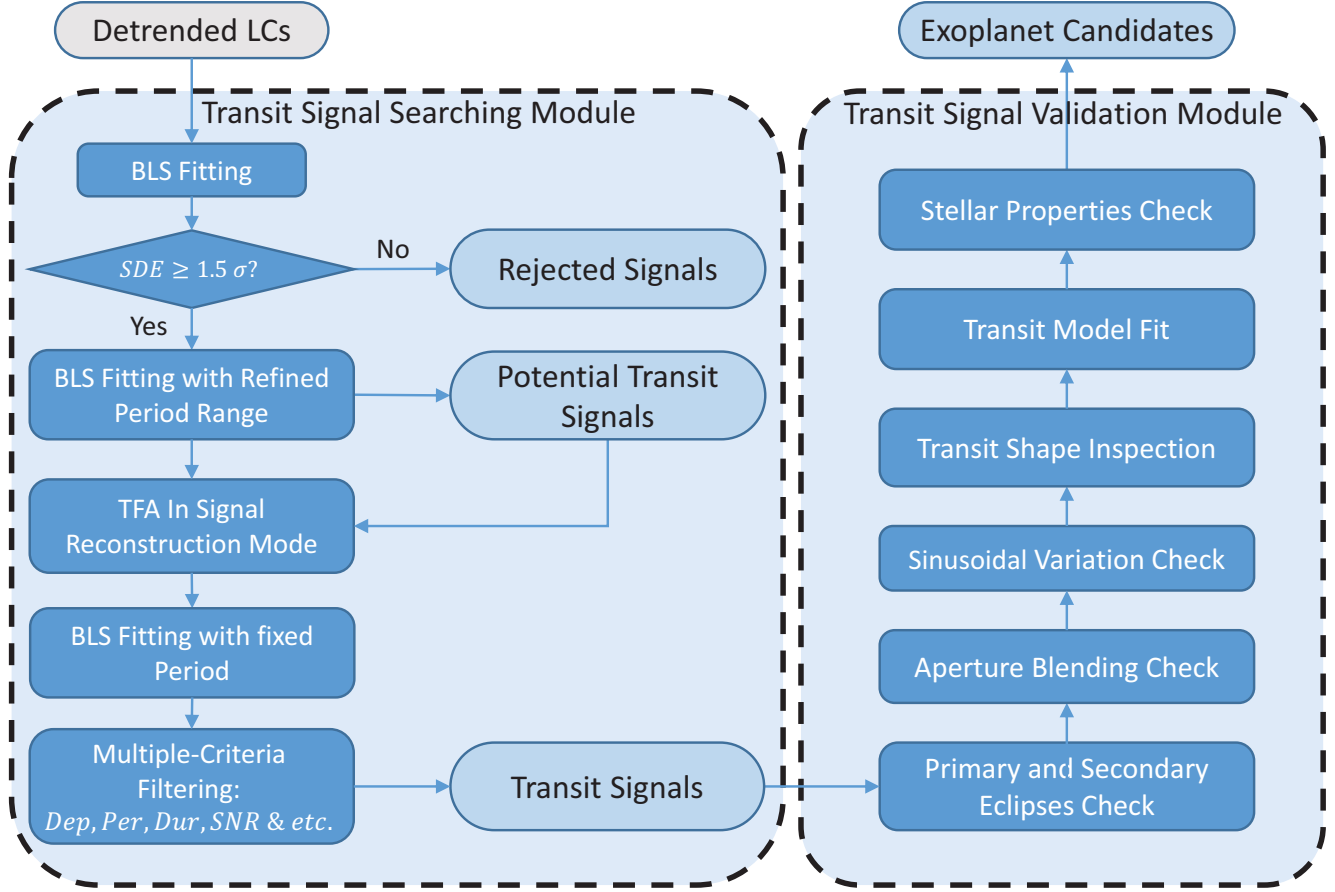 Detrended LCs
Transit Signal Searching Module
BLS Fitting
SDE ≥ 1.5 σ?
No
Rejected Signals
Yes
BLS Fitting with Refined
Period Range
Potential Transit
Signals
TFA In Signal
Reconstruction Mode
BLS Fitting with fixed
Period
Multiple-Criteria
Filtering:
Dep, Per, Dur, SNR & etc.
Transit Signals
Exoplanet Candidates
Transit Signal Validation Module
Stellar Properties Check
Transit Model Fit
Transit Shape Inspection
Sinusoidal Variation Check
Aperture Blending Check
Primary and Secondary
Eclipses Check